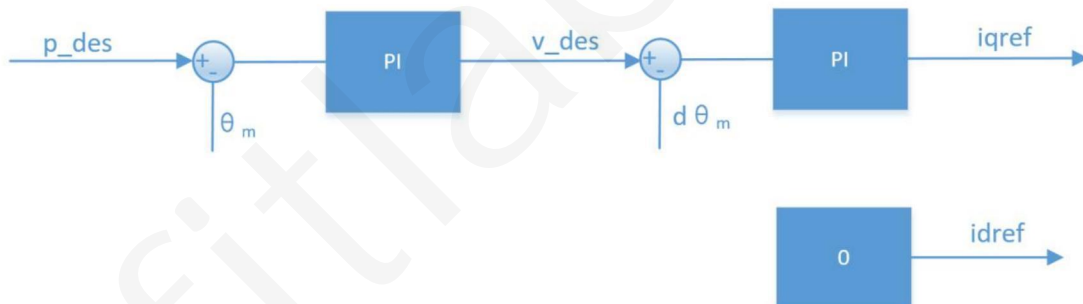 p_des
+
-
PI
v_des
+
-
PI
iqref
θ m
d θ m
0
idref